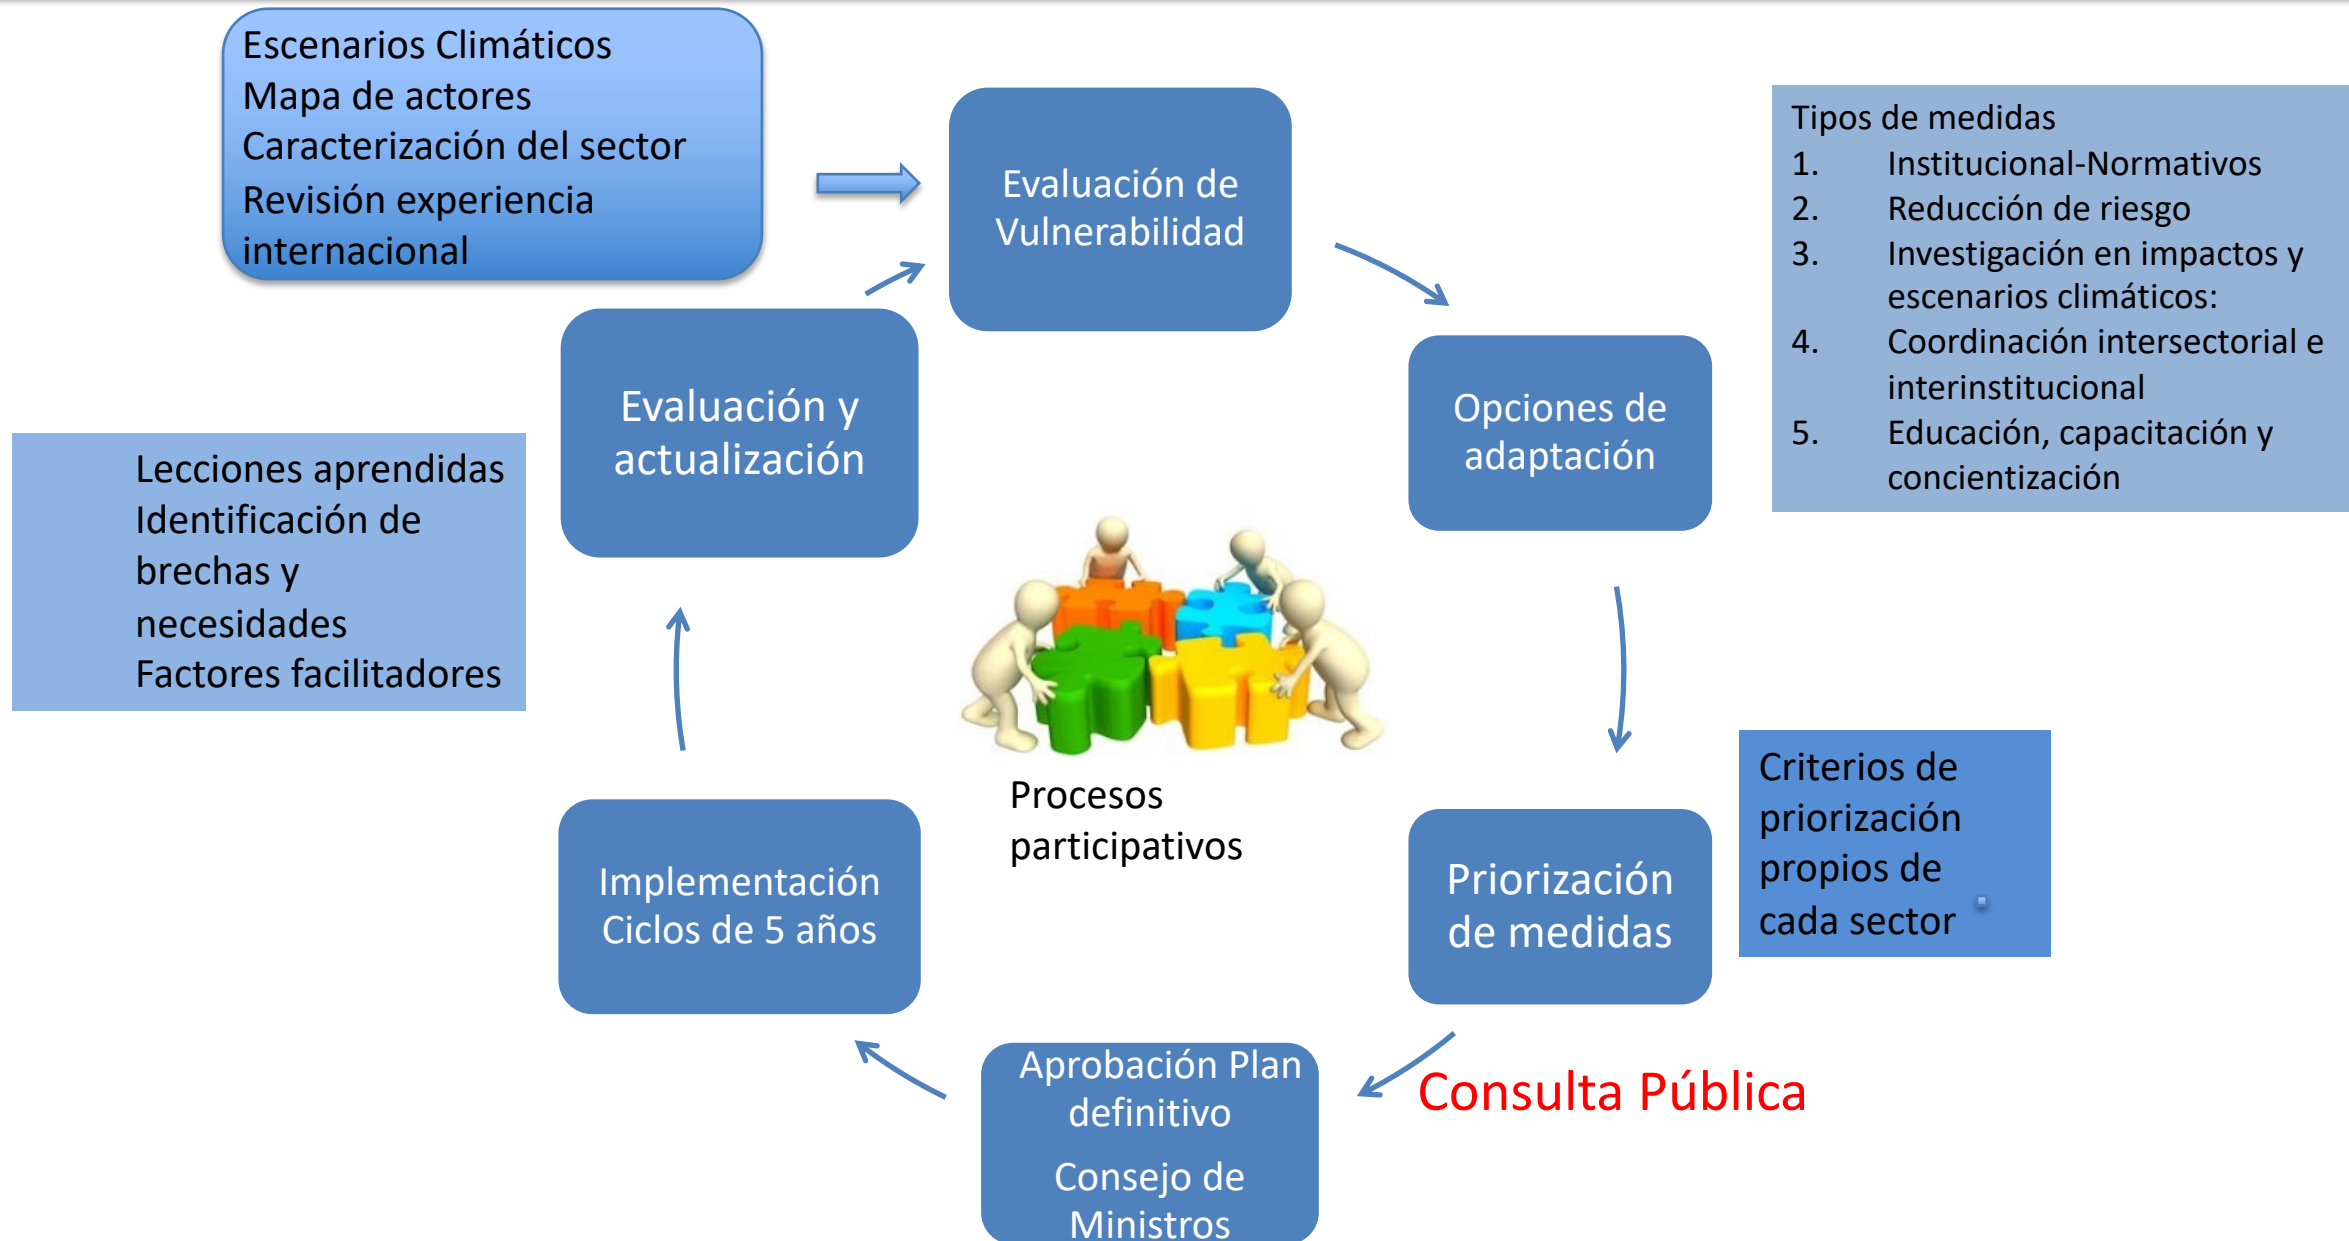 Escenarios Climáticos
Mapa de actores
Caracterización del sector
Revisión experiencia
internacional
Evaluación de
Vulnerabilidad
Tipos de medidas
1. Institucional-Normativos
2. Reducción de riesgo
3. Investigación en impactos y
escenarios climáticos:
4. Coordinación intersectorial e
interinstitucional
5. Educación, capacitación y
concientización
Opciones de
adaptación
Evaluación y
actualización
Lecciones aprendidas
Identificación de
brechas y
necesidades
Factores facilitadores
Procesos
participativos
Criterios de
priorización
propios de
cada sector
Priorización
de medidas
Implementación
Ciclos de 5 años
Consulta Pública
Aprobación Plan
definitivo
Consejo de
Ministros